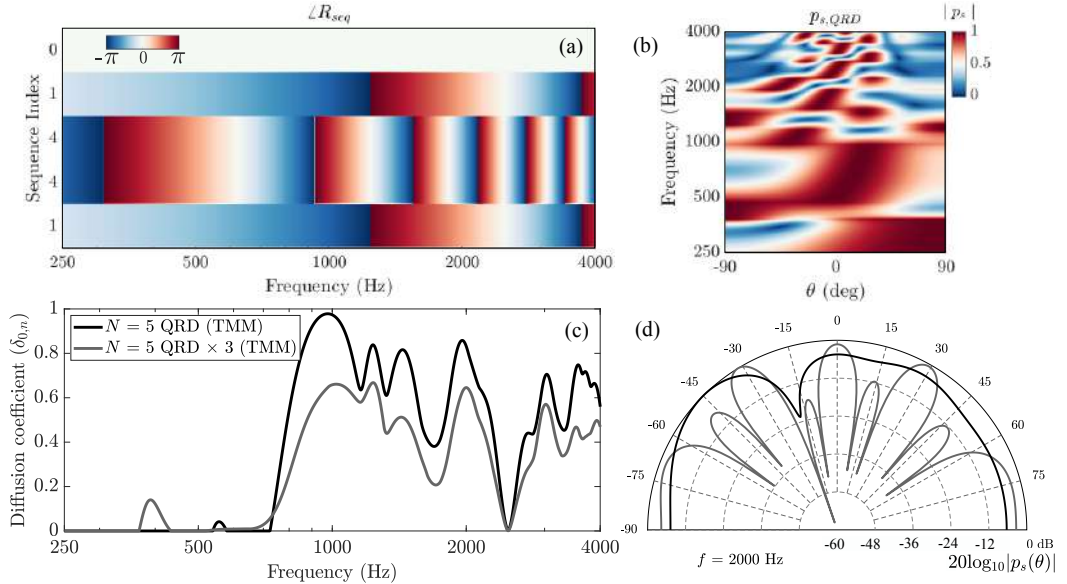 ∠R_seq
(a)
-π 0 π
Sequence Index
0
1
4
4
1
250 500 1000 2000 4000
Frequency (Hz)
(b)
p_s,QRD
|p_s|
1
0.5
0
Frequency (Hz)
4000
2000
1000
500
250
-90 0 90
θ (deg)
(c)
N = 5 QRD (TMM)
N = 5 QRD × 3 (TMM)
Diffusion coefficient (δ_0,n)
1
0.8
0.6
0.4
0.2
0
250 500 1000 2000 4000
Frequency (Hz)
(d)
-90 -75 -60 -45 -30 -15 0 15 30 45 60 75
-60 -48 -36 -24 -12 0 dB
f = 2000 Hz
20log₁₀|p_s(θ)|